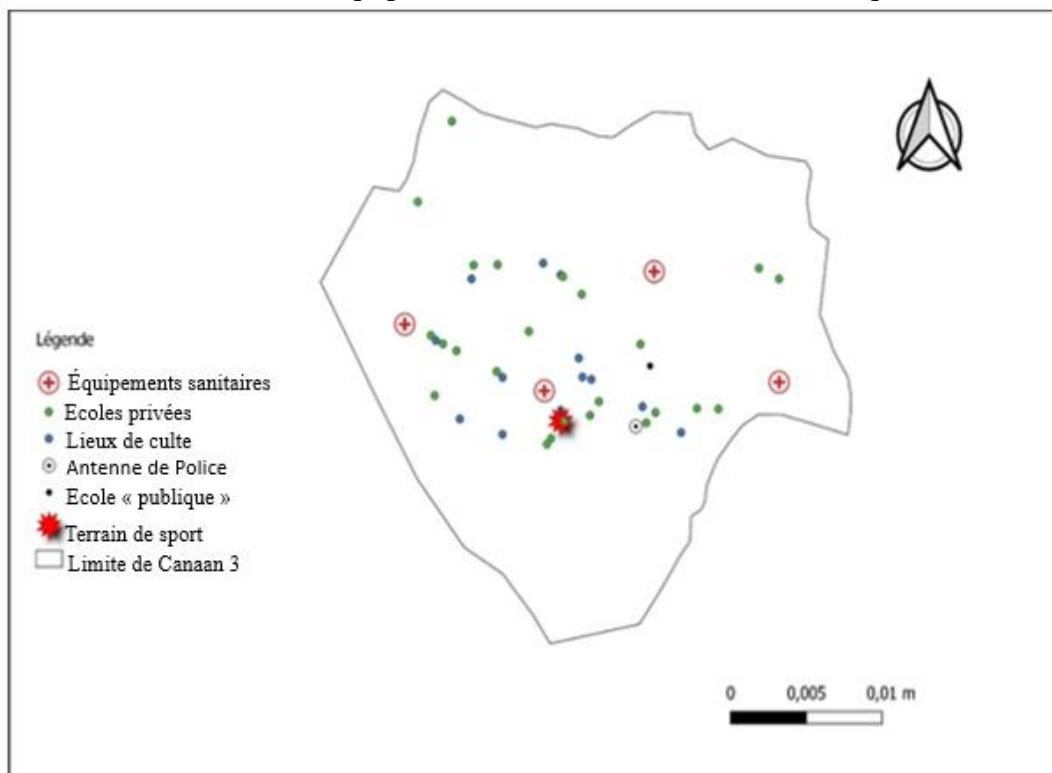 Légende
Équipements sanitaires
Ecoles privées
Lieux de culte
Antenne de Police
Ecole « publique »
Terrain de sport
Limite de Canaan 3
0 0,005 0,01 m